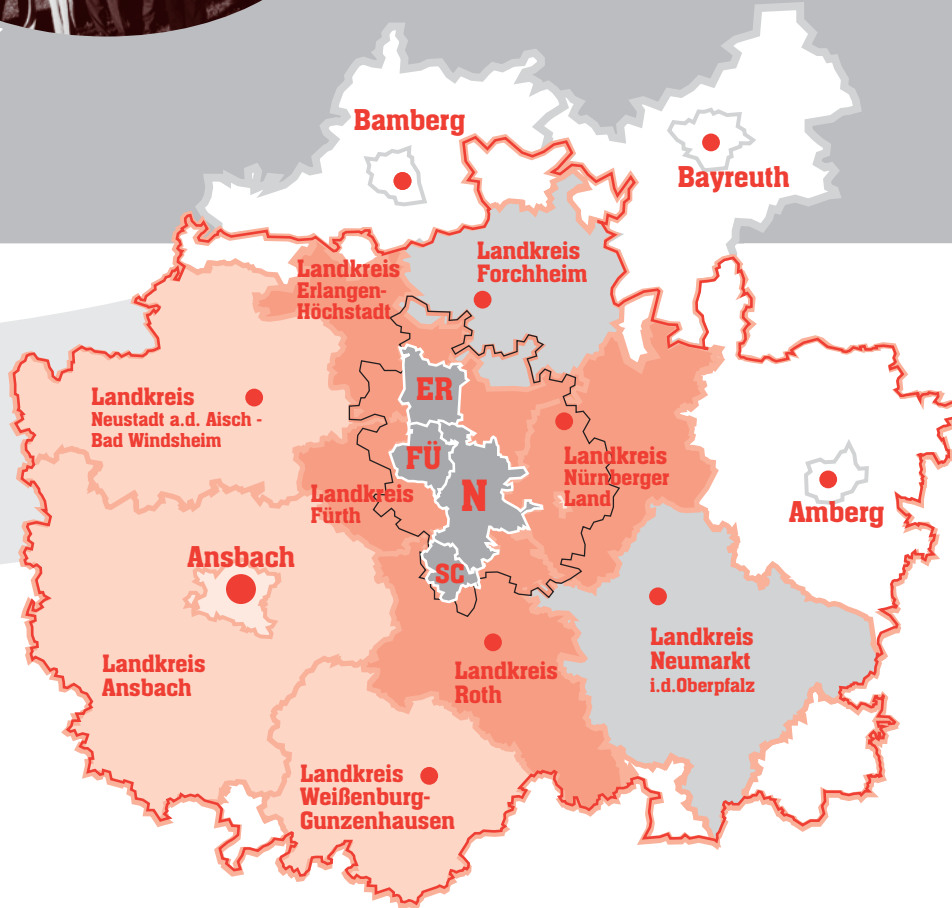 Bamberg
Bayreuth
Landkreis
Erlangen-
Höchstadt
Landkreis
Forchheim
ER
Landkreis
Neustadt a.d. Aisch -
Bad Windsheim
FÜ
N
Landkreis
Nürnberger
Land
Landkreis
Fürth
Amberg
Ansbach
SC
Landkreis
Ansbach
Landkreis
Roth
Landkreis
Neumarkt
i.d.Oberpfalz
Landkreis
Weißenburg-
Gunzenhausen